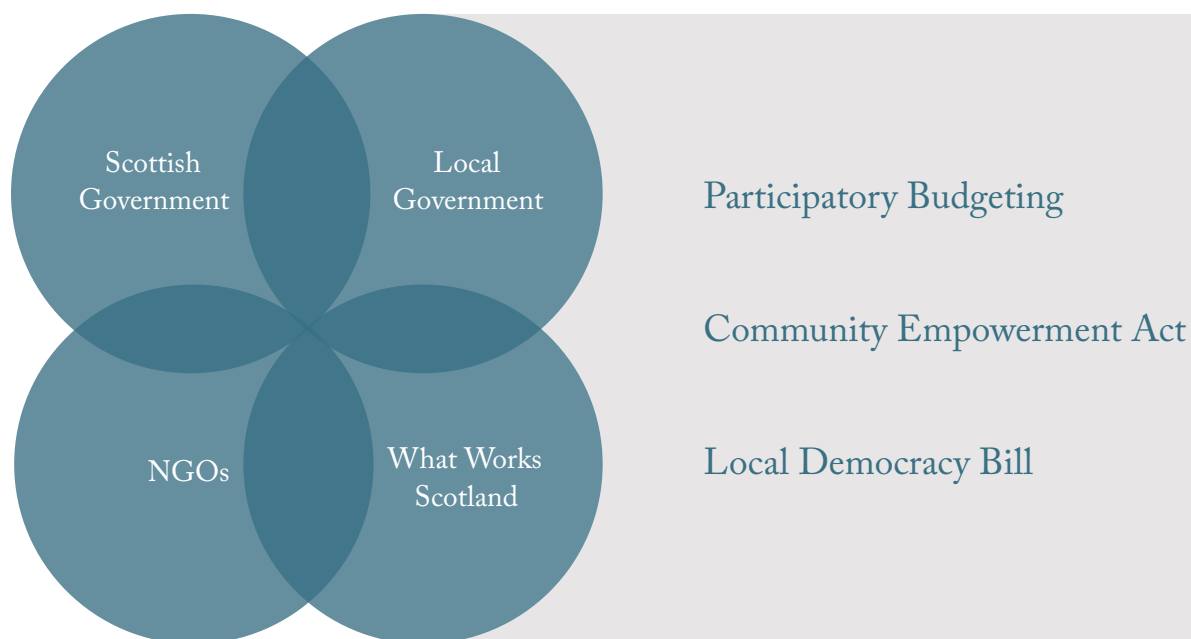 Scottish
Government
Local
Government
NGOs
What Works
Scotland
Participatory Budgeting
Community Empowerment Act
Local Democracy Bill